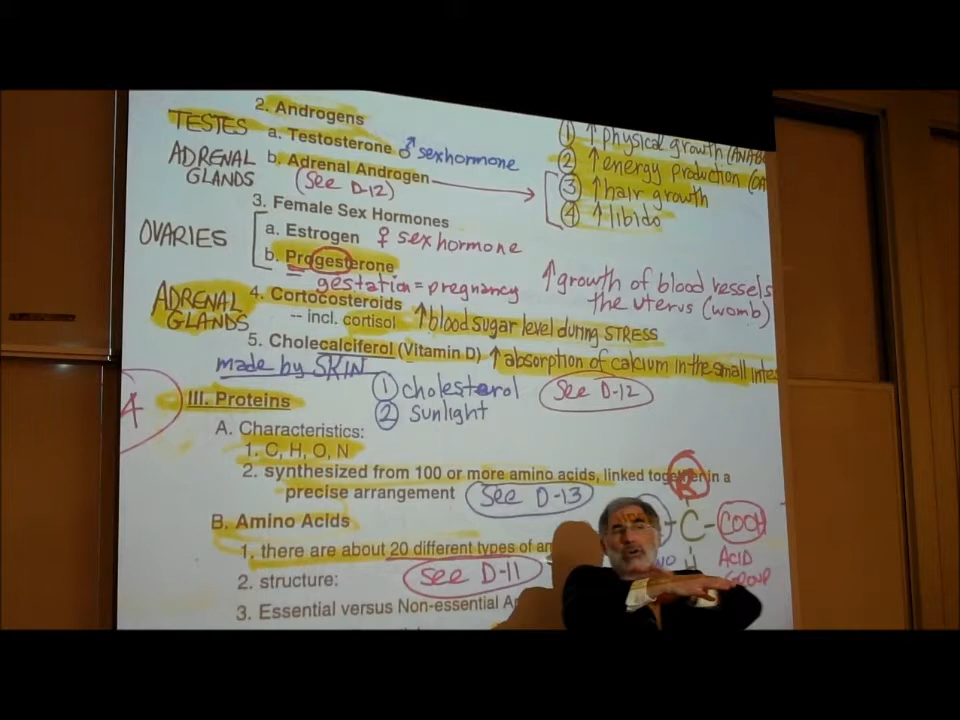 2. Androgens
TESTES a. Testosterone ♂ sex hormone
① ↑ physical growth
ADRENAL GLANDS b. Adrenal Androgen
(See D-12)
② ↑ energy production
③ ↑ hair growth
④ ↑ libido
3. Female Sex Hormones
OVARIES a. Estrogen ♀ sex hormone
b. Progesterone
gestation = pregnancy
↑ growth of blood vessels
the uterus (womb)
ADRENAL GLANDS 4. Cortocosteroids
-- incl. cortisol ↑ blood sugar level during STRESS
5. Cholecalciferol (Vitamin D) ↑ absorption of calcium in the small
made by SKIN
① cholesterol
② sunlight
See D-12
4
III. Proteins
A. Characteristics:
1. C, H, O, N
2. synthesized from 100 or more amino acids, linked together in a
precise arrangement See D-13
R
C - COOH
H
ACID
GROUP
B. Amino Acids
1. there are about 20 different types of
2. structure: See D-11
3. Essential versus Non-essential